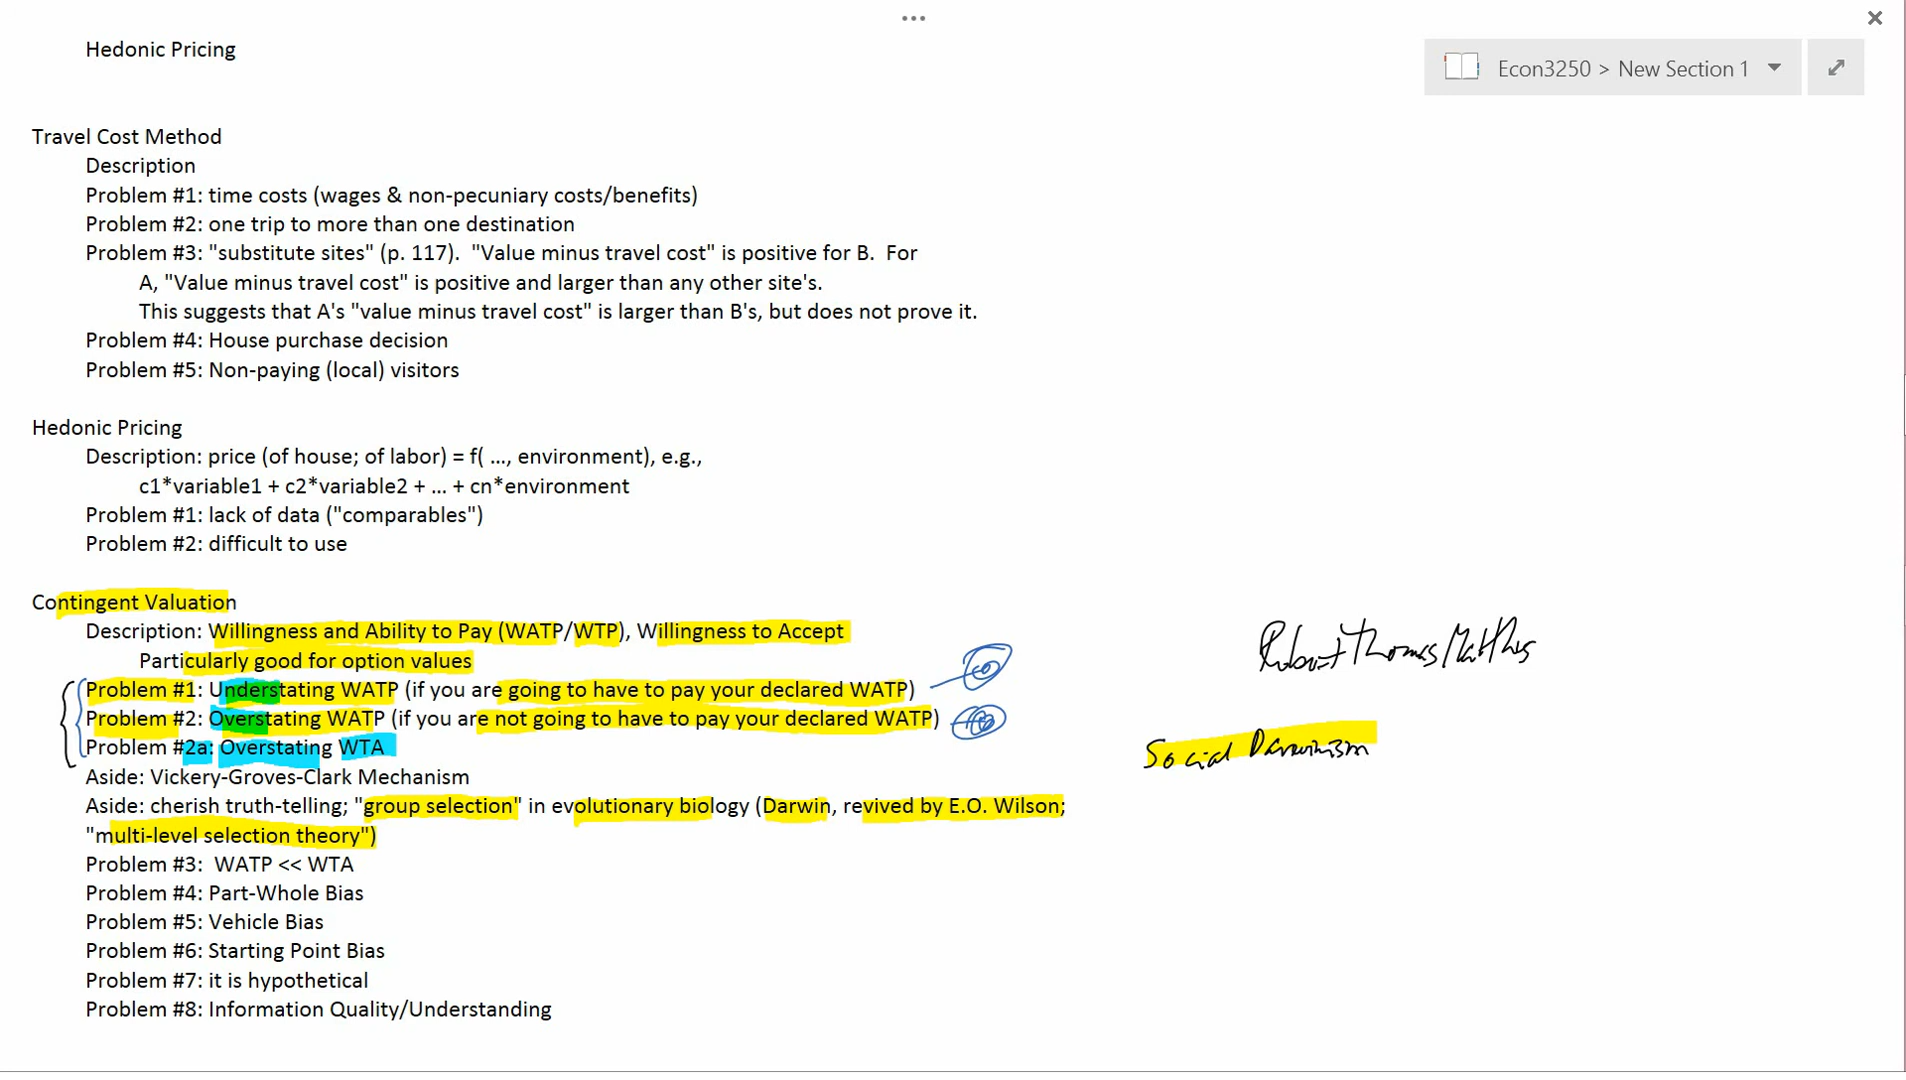 Hedonic Pricing
Econ3250 > New Section 1
Travel Cost Method
Description
Problem #1: time costs (wages & non-pecuniary costs/benefits)
Problem #2: one trip to more than one destination
Problem #3: "substitute sites" (p. 117).  "Value minus travel cost" is positive for B.  For
A, "Value minus travel cost" is positive and larger than any other site's.
This suggests that A's "value minus travel cost" is larger than B's, but does not prove it.
Problem #4: House purchase decision
Problem #5: Non-paying (local) visitors
Hedonic Pricing
Description: price (of house; of labor) = f( ..., environment), e.g.,
c1*variable1 + c2*variable2 + ... + cn*environment
Problem #1: lack of data ("comparables")
Problem #2: difficult to use
Contingent Valuation
Description: Willingness and Ability to Pay (WATP/WTP), Willingness to Accept
Particularly good for option values
Problem #1: Understating WATP (if you are going to have to pay your declared WATP)
Problem #2: Overstating WATP (if you are not going to have to pay your declared WATP)
Problem #2a: Overstating WTA
Aside: Vickery-Groves-Clark Mechanism
Aside: cherish truth-telling; "group selection" in evolutionary biology (Darwin, revived by E.O. Wilson;
"multi-level selection theory")
Problem #3:  WATP << WTA
Problem #4: Part-Whole Bias
Problem #5: Vehicle Bias
Problem #6: Starting Point Bias
Problem #7: it is hypothetical
Problem #8: Information Quality/Understanding
Robert Thomas
Social Darwinism